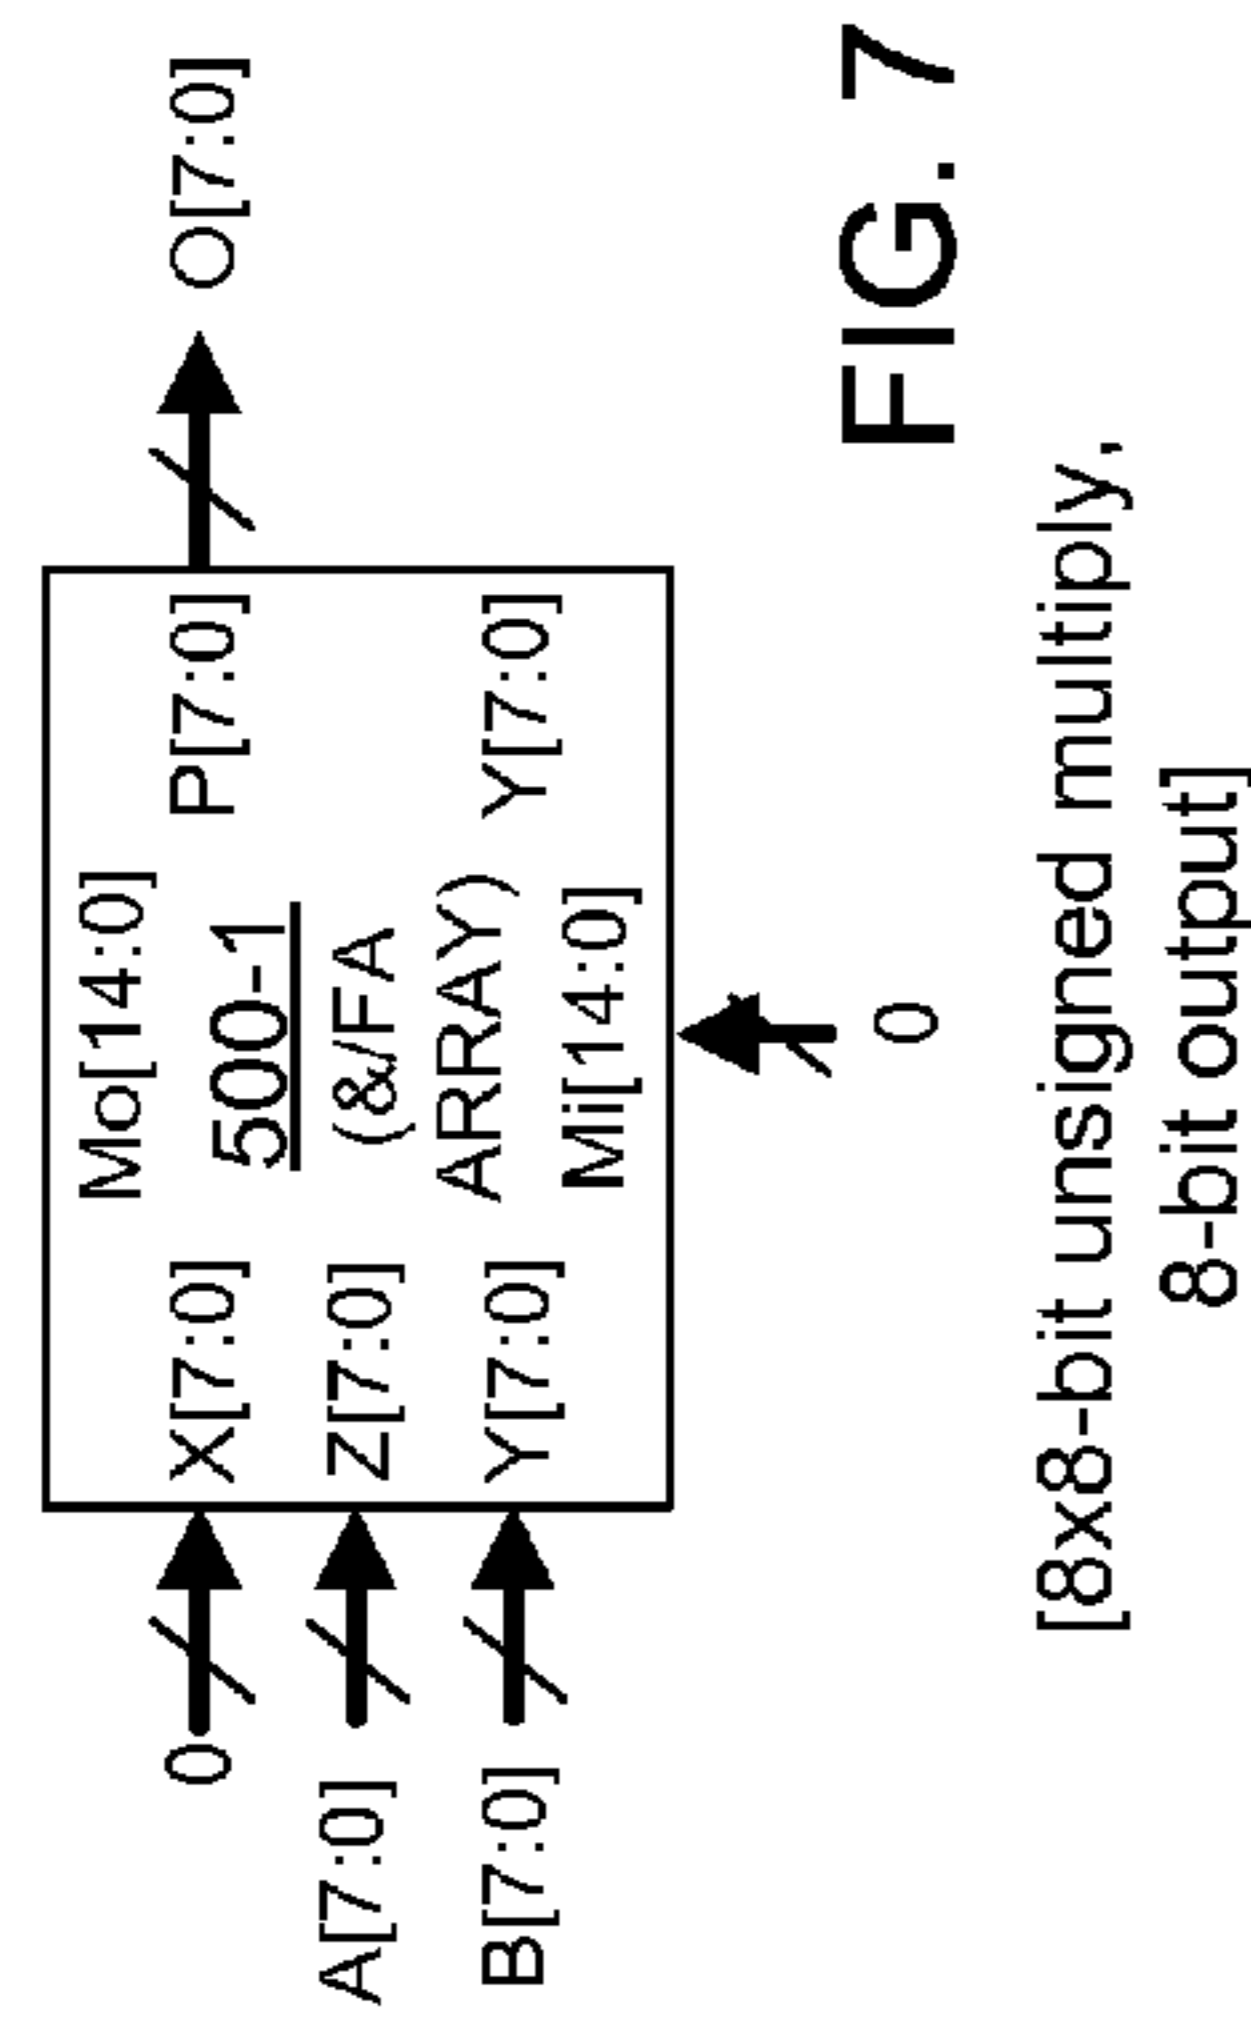 Mo[14:0]
0
X[7:0]
P[7:0]
O[7:0]
500-1
A[7:0]
Z[7:0]
(&/FA
B[7:0]
Y[7:0]
ARRAY)
Y[7:0]
Mi[14:0]
0
FIG. 7
[8x8-bit unsigned multiply,
8-bit output]